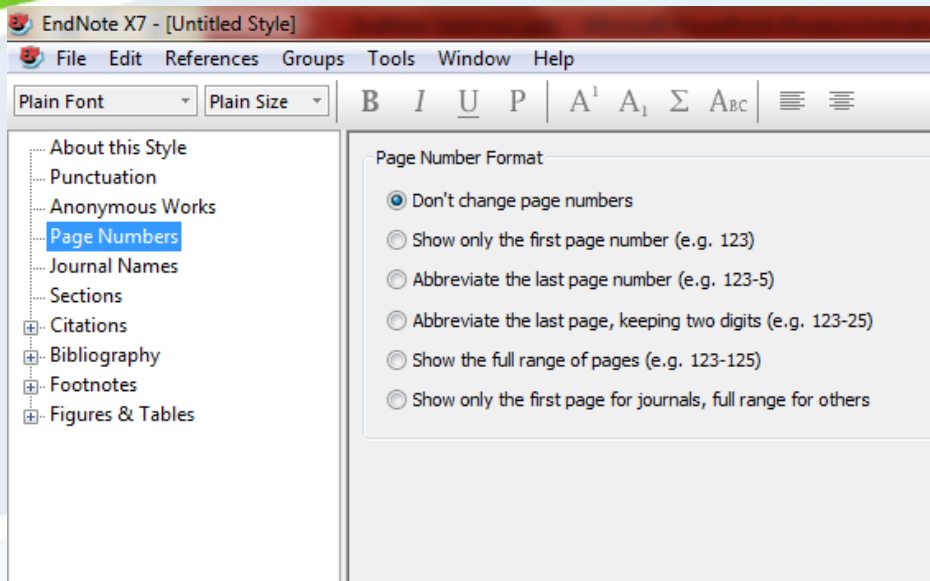 EndNote X7 - [Untitled Style]
File Edit References Groups Tools Window Help
Plain Font Plain Size B I U P A¹ A₁ Σ ABC
About this Style
Punctuation
Anonymous Works
Page Numbers
Journal Names
Sections
Citations
Bibliography
Footnotes
Figures & Tables
Page Number Format
Don't change page numbers
Show only the first page number (e.g. 123)
Abbreviate the last page number (e.g. 123-5)
Abbreviate the last page, keeping two digits (e.g. 123-25)
Show the full range of pages (e.g. 123-125)
Show only the first page for journals, full range for others